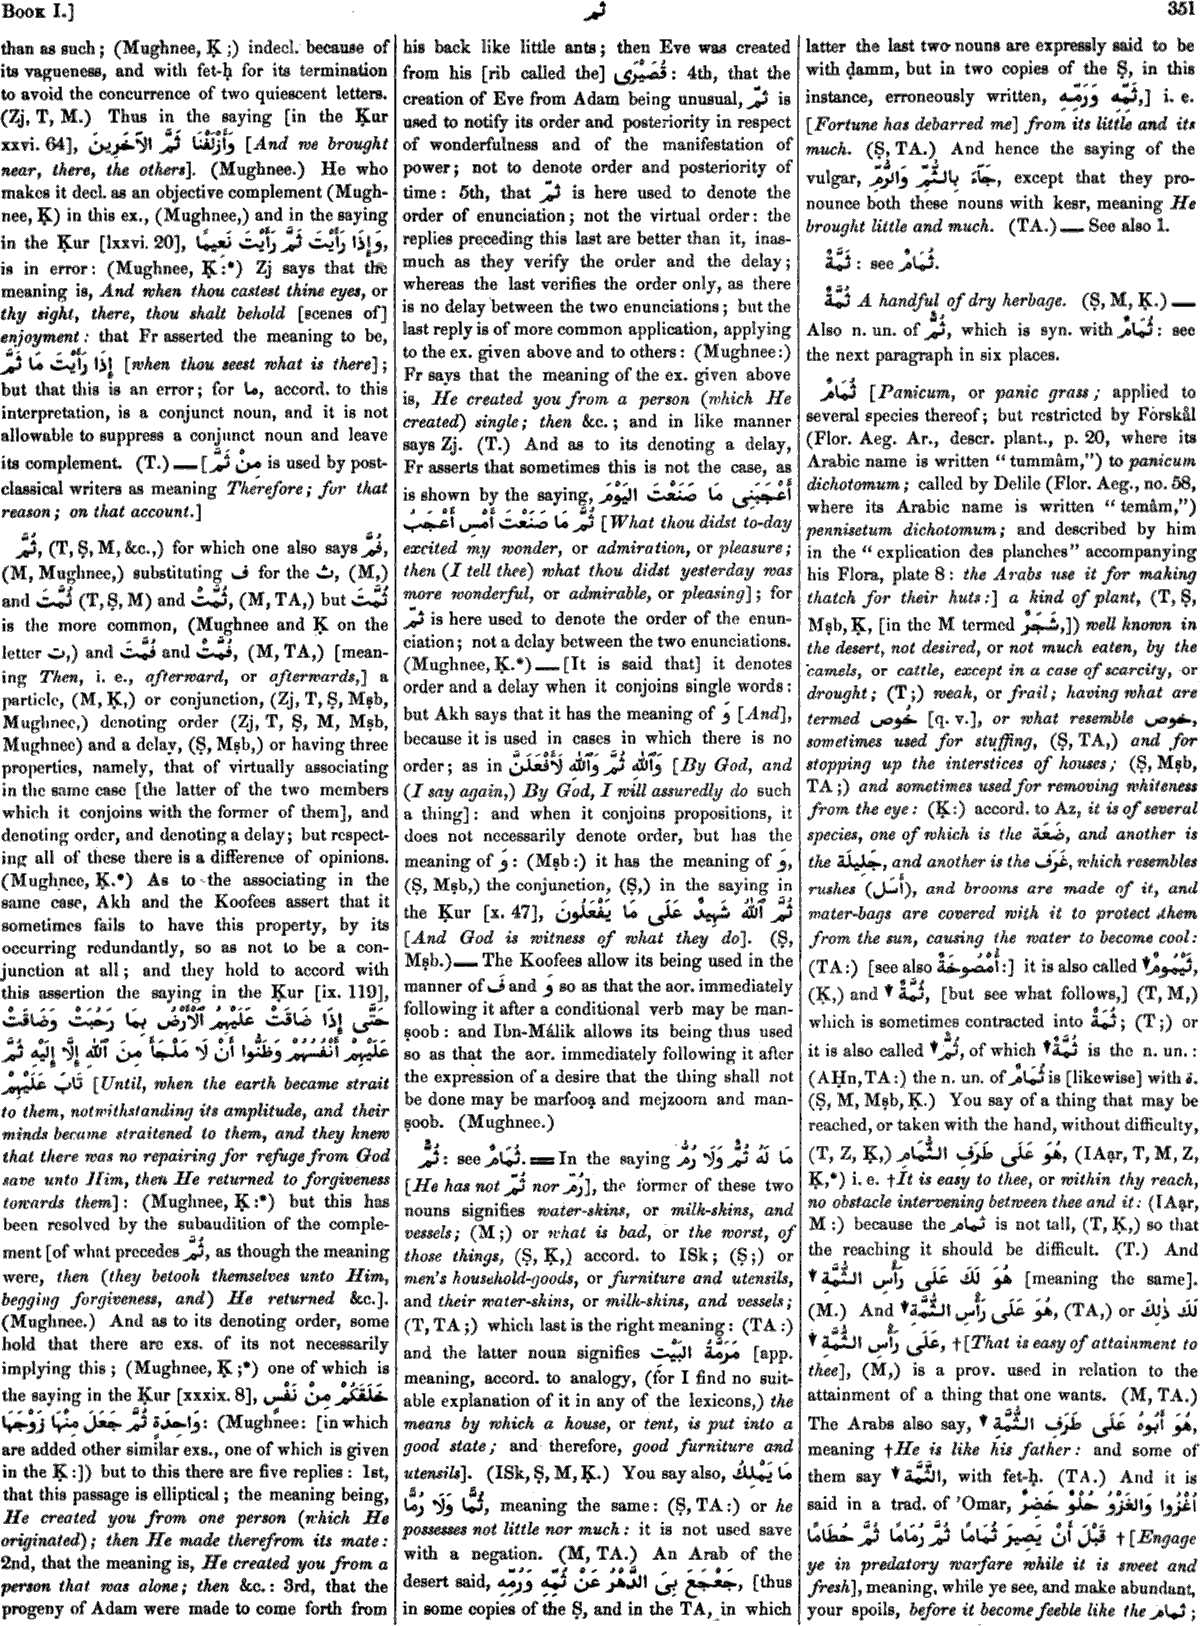 Book I.]
ثم
351
than as such; (Mughnee, Ḳ;) indecl. because of
its vagueness, and with fet-ḥ for its termination
to avoid the concurrence of two quiescent letters.
(Zj, T, M.) Thus in the saying [in the Ḳur
xxvi. 64], وَأَزْلَفْنَا ثَمَّ الآخَرِينَ [And we brought
near, there, the others]. (Mughnee.) He who
makes it decl. as an objective complement (Mugh-
nee, Ḳ) in this ex., (Mughnee,) and in the saying
in the Ḳur [lxxvi. 20], وَإِذَا رَأَيْتَ ثَمَّ رَأَيْتَ نَعِيمًا,
is in error: (Mughnee, Ḳ:*) Zj says that the
meaning is, And when thou castest thine eyes, or
thy sight, there, thou shalt behold [scenes of]
enjoyment: that Fr asserted the meaning to be,
إِذَا رَأَيْتَ مَا ثَمَّ [when thou seest what is there];
but that this is an error; for ما, accord. to this
interpretation, is a conjunct noun, and it is not
allowable to suppress a conjunct noun and leave
its complement. (T.) — [مِنْ ثَمَّ is used by post-
classical writers as meaning Therefore; for that
reason; on that account.]
ثُمَّ, (T, Ṣ, M, &c.,) for which one also says فُمَّ,
(M, Mughnee,) substituting ف for the ث, (M,)
and ثُمَّتَ (T, Ṣ, M) and ثُمَّتْ, (M, TA,) but ثُمَّتَ
is the more common, (Mughnee and Ḳ on the
letter ت,) and فُمَّتَ and فُمَّتْ, (M, TA,) [mean-
ing Then, i. e., afterward, or afterwards,] a
particle, (M, Ḳ,) or conjunction, (Zj, T, Ṣ, Mṣb,
Mughnee,) denoting order (Zj, T, Ṣ, M, Mṣb,
Mughnee) and a delay, (Ṣ, Mṣb,) or having three
properties, namely, that of virtually associating
in the same case [the latter of the two members
which it conjoins with the former of them], and
denoting order, and denoting a delay; but respect-
ing all of these there is a difference of opinions.
(Mughnee, Ḳ.*) As to the associating in the
same case, Akh and the Koofees assert that it
sometimes fails to have this property, by its
occurring redundantly, so as not to be a con-
junction at all; and they hold to accord with
this assertion the saying in the Ḳur [ix. 119],
حَتَّى إِذَا ضَاقَتْ عَلَيْهِمُ ٱلْأَرْضُ بِمَا رَحُبَتْ وَضَاقَتْ
عَلَيْهِمْ أَنْفُسُهُمْ وَظَنُّوا أَنْ لَا مَلْجَأَ مِنَ ٱللّٰهِ إِلَّا إِلَيْهِ ثُمَّ
تَابَ عَلَيْهِمْ [Until, when the earth became strait
to them, notwithstanding its amplitude, and their
minds became straitened to them, and they knew
that there was no repairing for refuge from God
save unto Him, then He returned to forgiveness
towards them]: (Mughnee, Ḳ:*) but this has
been resolved by the subaudition of the comple-
ment [of what precedes ثُمَّ, as though the meaning
were, then (they betook themselves unto Him,
begging forgiveness, and) He returned &c.].
(Mughnee.) And as to its denoting order, some
hold that there are exs. of its not necessarily
implying this; (Mughnee, Ḳ;*) one of which is
the saying in the Ḳur [xxxix. 8], خَلَقَكُمْ مِنْ نَفْسٍ
وَاحِدَةٍ ثُمَّ جَعَلَ مِنْهَا زَوْجَهَا: (Mughnee: [in which
are added other similar exs., one of which is given
in the Ḳ:]) but to this there are five replies: 1st,
that this passage is elliptical; the meaning being,
He created you from one person (which He
originated); then He made therefrom its mate:
2nd, that the meaning is, He created you from a
person that was alone; then &c.: 3rd, that the
progeny of Adam were made to come forth from
his back like little ants; then Eve was created
from his [rib called the] قُصَيْرَى: 4th, that the
creation of Eve from Adam being unusual, ثمّ is
used to notify its order and posteriority in respect
of wonderfulness and of the manifestation of
power; not to denote order and posteriority of
time: 5th, that ثمّ is here used to denote the
order of enunciation; not the virtual order: the
replies preceding this last are better than it, inas-
much as they verify the order and the delay;
whereas the last verifies the order only, as there
is no delay between the two enunciations; but the
last reply is of more common application, applying
to the ex. given above and to others: (Mughnee:)
Fr says that the meaning of the ex. given above
is, He created you from a person (which He
created) single; then &c.; and in like manner
says Zj. (T.) And as to its denoting a delay,
Fr asserts that sometimes this is not the case, as
is shown by the saying, أَعْجَبَنِى مَا صَنَعْتَ اليَوْمَ
ثُمَّ مَا صَنَعْتَ أَمْسِ أَعْجَبُ [What thou didst to-day
excited my wonder, or admiration, or pleasure;
then (I tell thee) what thou didst yesterday was
more wonderful, or admirable, or pleasing]; for
ثمّ is here used to denote the order of the enun-
ciation; not a delay between the two enunciations.
(Mughnee, Ḳ.*) — [It is said that] it denotes
order and a delay when it conjoins single words:
but Akh says that it has the meaning of وَ [And],
because it is used in cases in which there is no
order; as in وَٱللّٰهِ ثُمَّ وَٱللّٰهِ لَأَفْعَلَنَّ [By God, and
(I say again,) By God, I will assuredly do such
a thing]: and when it conjoins propositions, it
does not necessarily denote order, but has the
meaning of وَ: (Mṣb:) it has the meaning of وَ,
(Ṣ, Mṣb,) the conjunction, (Ṣ,) in the saying in
the Ḳur [x. 47], ثُمَّ ٱللّٰهُ شَهِيدٌ عَلَى مَا يَفْعَلُونَ
[And God is witness of what they do]. (Ṣ,
Mṣb.) — The Koofees allow its being used in the
manner of فَ and وَ so as that the aor. immediately
following it after a conditional verb may be man-
ṣoob: and Ibn-Málik allows its being thus used
so as that the aor. immediately following it after
the expression of a desire that the thing shall not
be done may be marfooạ and mejzoom and man-
ṣoob. (Mughnee.)
ثُمٌّ: see ثُمَامٌ. = In the saying مَا لَهُ ثُمٌّ وَلَا رُمٌّ
[He has not ثُمّ nor رُمّ], the former of these two
nouns signifies water-skins, or milk-skins, and
vessels; (M;) or what is bad, or the worst, of
those things, (Ṣ, Ḳ,) accord. to ISk; (Ṣ;) or
men's household-goods, or furniture and utensils,
and their water-skins, or milk-skins, and vessels;
(T, TA;) which last is the right meaning: (TA:)
and the latter noun signifies مَرَمَّةُ البَيْتِ [app.
meaning, accord. to analogy, (for I find no suit-
able explanation of it in any of the lexicons,) the
means by which a house, or tent, is put into a
good state; and therefore, good furniture and
utensils]. (ISk, Ṣ, M, Ḳ.) You say also, مَا يَمْلِكُ
ثُمًّا وَلَا رُمًّا, meaning the same: (Ṣ, TA:) or he
possesses not little nor much: it is not used save
with a negation. (M, TA.) An Arab of the
desert said, جَعْجَعَ بِىَ الدَّهْرُ عَنْ ثُمِّهِ وَرُمِّهِ, [thus
in some copies of the Ṣ, and in the TA, in which
latter the last two nouns are expressly said to be
with ḍamm, but in two copies of the Ṣ, in this
instance, erroneously written, ثَمِّهِ وَرَمِّهِ,] i. e.
[Fortune has debarred me] from its little and its
much. (Ṣ, TA.) And hence the saying of the
vulgar, جَآءَ بِالثُّمِّ وَالرُّمِّ, except that they pro-
nounce both these nouns with kesr, meaning He
brought little and much. (TA.) — See also 1.
ثُمَةٌ: see ثُمَامٌ.
ثُمَّةٌ A handful of dry herbage. (Ṣ, M, Ḳ.) —
Also n. un. of ثُمٌّ, which is syn. with ثُمَامٌ: see
the next paragraph in six places.
ثُمَامٌ [Panicum, or panic grass; applied to
several species thereof; but restricted by Forskål
(Flor. Aeg. Ar., descr. plant., p. 20, where its
Arabic name is written "tummâm,") to panicum
dichotomum; called by Delile (Flor. Aeg., no. 58,
where its Arabic name is written "temâm,")
pennisetum dichotomum; and described by him
in the "explication des planches" accompanying
his Flora, plate 8: the Arabs use it for making
thatch for their huts:] a kind of plant, (T, Ṣ,
Mṣb, Ḳ, [in the M termed شَجَرٌ,]) well known in
the desert, not desired, or not much eaten, by the
camels, or cattle, except in a case of scarcity, or
drought; (T;) weak, or frail; having what are
termed خُوص [q. v.], or what resemble خوص,
sometimes used for stuffing, (Ṣ, TA,) and for
stopping up the interstices of houses; (Ṣ, Mṣb,
TA;) and sometimes used for removing whiteness
from the eye: (Ḳ:) accord. to Az, it is of several
species, one of which is the ضَعَة, and another is
the جَلِيلَة, and another is the غَرَف, which resembles
rushes (أَسَل), and brooms are made of it, and
water-bags are covered with it to protect them
from the sun, causing the water to become cool:
(TA:) [see also أُمْصُوخَةٌ:] it is also called ▼ يَنْمُومٌ,
(Ḳ,) and ▼ ثُمَّةٌ, [but see what follows,] (T, M,)
which is sometimes contracted into ثُمَةٌ; (T;) or
it is also called ▼ ثُمٌّ, of which ▼ ثُمَّةٌ is the n. un.:
(AḤn, TA:) the n. un. of ثُمَامٌ is [likewise] with ة.
(Ṣ, M, Mṣb, Ḳ.) You say of a thing that may be
reached, or taken with the hand, without difficulty,
(T, Z, Ḳ,) هُوَ عَلَى طَرَفِ الثُّمَامِ, (IAạr, T, M, Z,
Ḳ,*) i. e. †It is easy to thee, or within thy reach,
no obstacle intervening between thee and it: (IAạr,
M:) because the ثمام is not tall, (T, Ḳ,) so that
the reaching it should be difficult. (T.) And
▼ هُوَ لَكَ عَلَى رَأْسِ الثُّمَّةِ [meaning the same].
(M.) And ▼ هُوَ عَلَى رَأْسِ الثُّمَّةِ, (TA,) or لَكَ ذٰلِكَ
▼ عَلَى رَأْسِ الثُّمَّةِ, †[That is easy of attainment to
thee], (M,) is a prov. used in relation to the
attainment of a thing that one wants. (M, TA.)
The Arabs also say, ▼ هُوَ أَبُوهُ عَلَى طَرَفِ الثُّمَّةِ,
meaning †He is like his father: and some of
them say ▼ الثَّمَّةِ, with fet-ḥ. (TA.) And it is
said in a trad. of 'Omar, اُغْزُوا وَالغَزْوُ حُلْوٌ خَضِرٌ
قَبْلَ أَنْ يَصِيرَ ثُمَامًا ثُمَّ رُمَامًا ثُمَّ حُطَامًا †[Engage
ye in predatory warfare while it is sweet and
fresh], meaning, while ye see, and make abundant,
your spoils, before it become feeble like the ثمام;